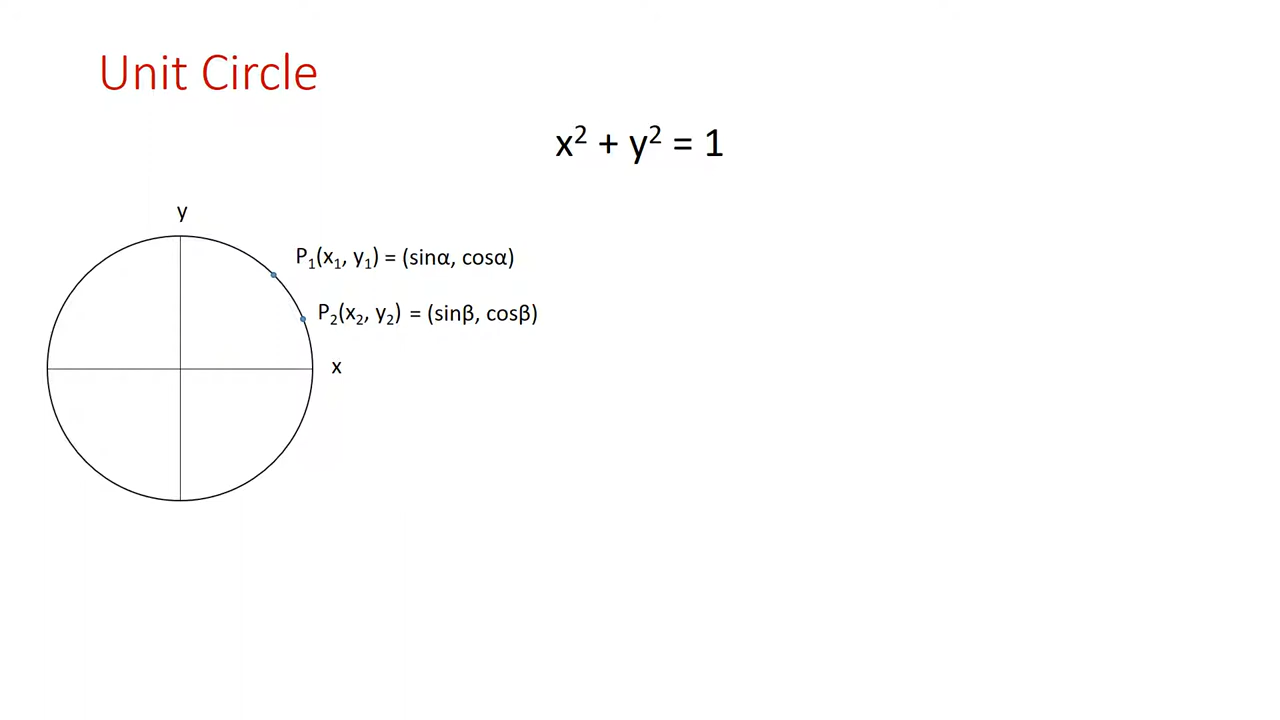 Unit Circle
x² + y² = 1
y
P₁(x₁, y₁) = (sinα, cosα)
P₂(x₂, y₂) = (sinβ, cosβ)
x